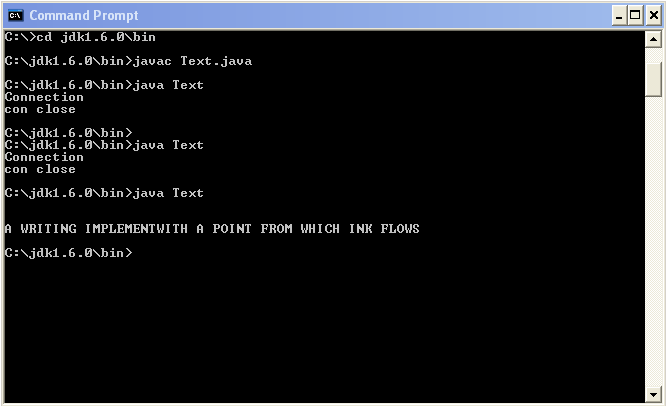 Command Prompt
C:\>cd jdk1.6.0\bin
C:\jdk1.6.0\bin>javac Text.java
C:\jdk1.6.0\bin>java Text
Connection
con close
C:\jdk1.6.0\bin>
C:\jdk1.6.0\bin>java Text
Connection
con close
C:\jdk1.6.0\bin>java Text
A WRITING IMPLEMENTWITH A POINT FROM WHICH INK FLOWS
C:\jdk1.6.0\bin>